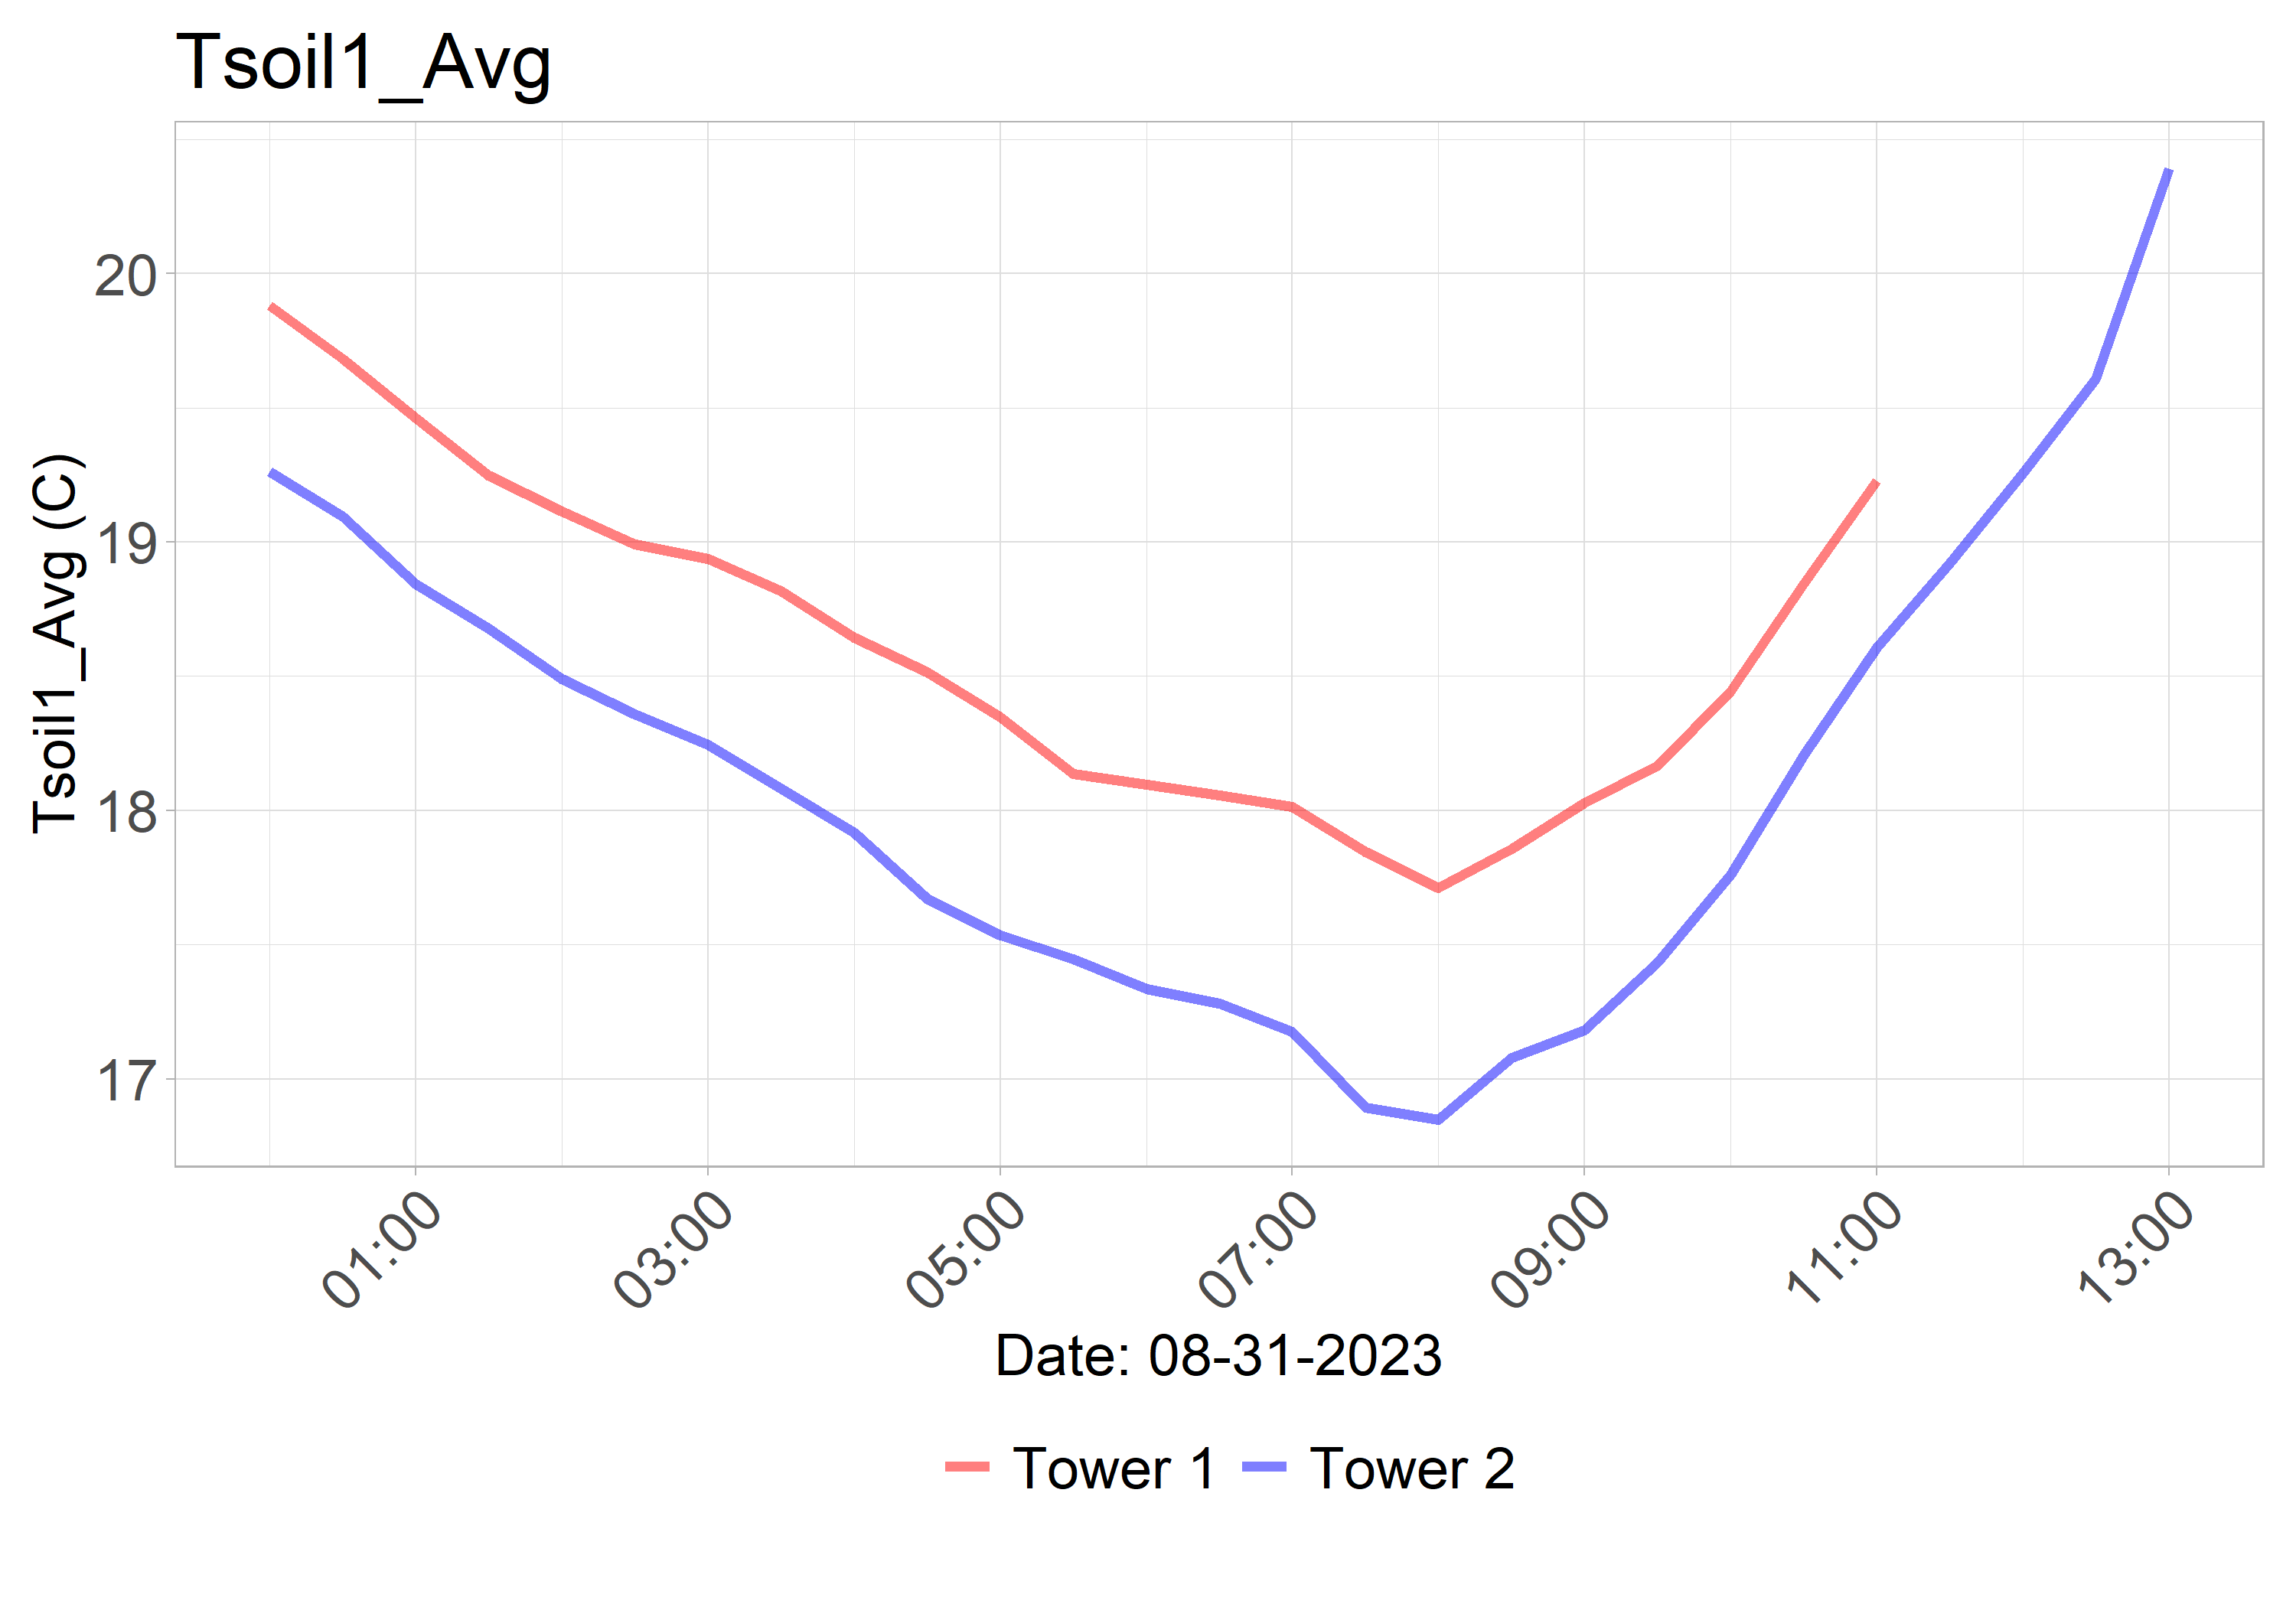 Tsoil1_Avg
Tsoil1_Avg (C)
20
19
18
17
01:00 03:00 05:00 07:00 09:00 11:00 13:00
Date: 08-31-2023
Tower 1 Tower 2